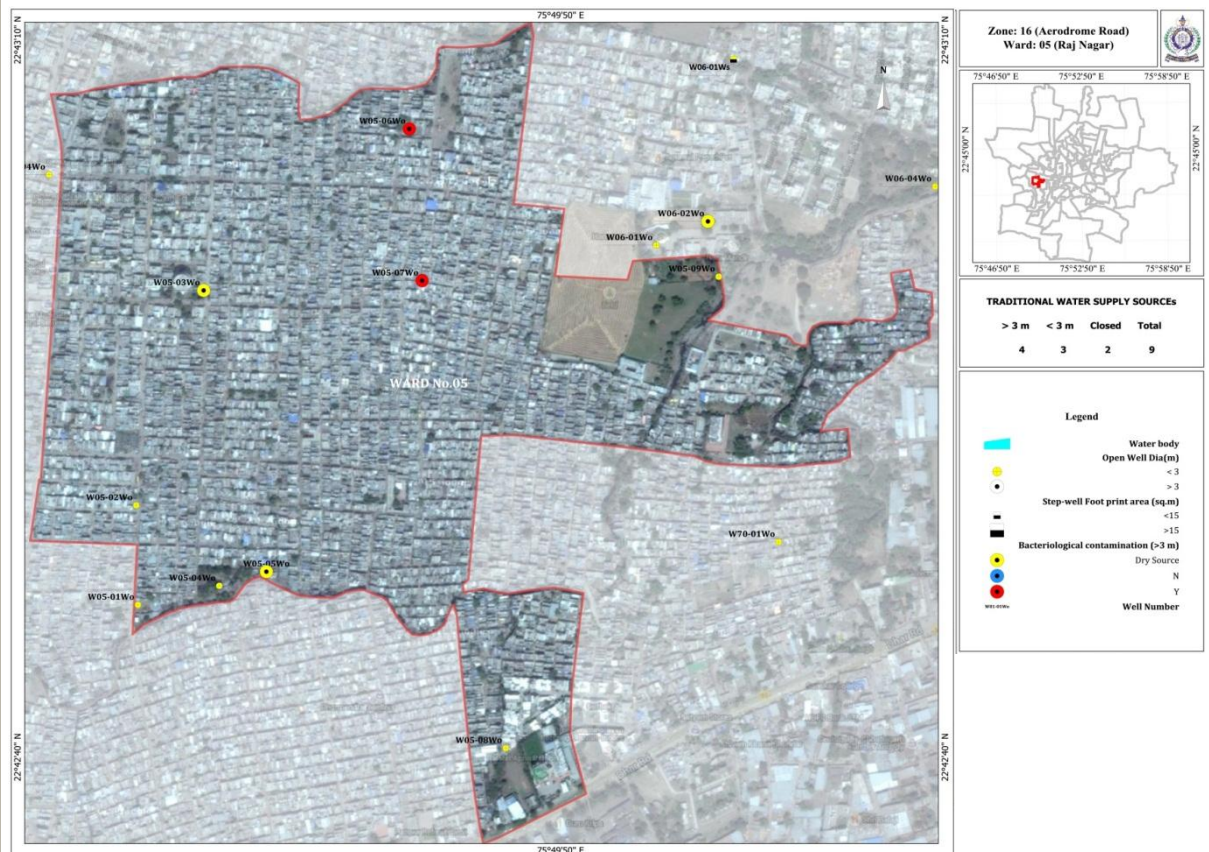 75°49'50" E
22°43'10" N
22°43'10" N
W06-01Ws
N
W05-06Wo
4Wo
W06-04Wo
W06-02Wo
W06-01Wo
W05-09Wo
W05-07Wo
W05-03Wo
WARD No.05
W05-02Wo
W70-01Wo
W05-05Wo
W05-04Wo
W05-01Wo
W05-08Wo
22°42'40" N
22°42'40" N
75°49'50" E
Zone: 16 (Aerodrome Road)
Ward: 05 (Raj Nagar)
75°46'50" E 75°52'50" E 75°58'50" E
22°45'00" N
22°45'00" N
75°46'50" E 75°52'50" E 75°58'50" E
TRADITIONAL WATER SUPPLY SOURCEs
> 3 m < 3 m Closed Total
4 3 2 9
Legend
Water body
Open Well Dia(m)
< 3
> 3
Step-well Foot print area (sq.m)
<15
>15
Bacteriological contamination (>3 m)
Dry Source
N
Y
W01-01Wo Well Number